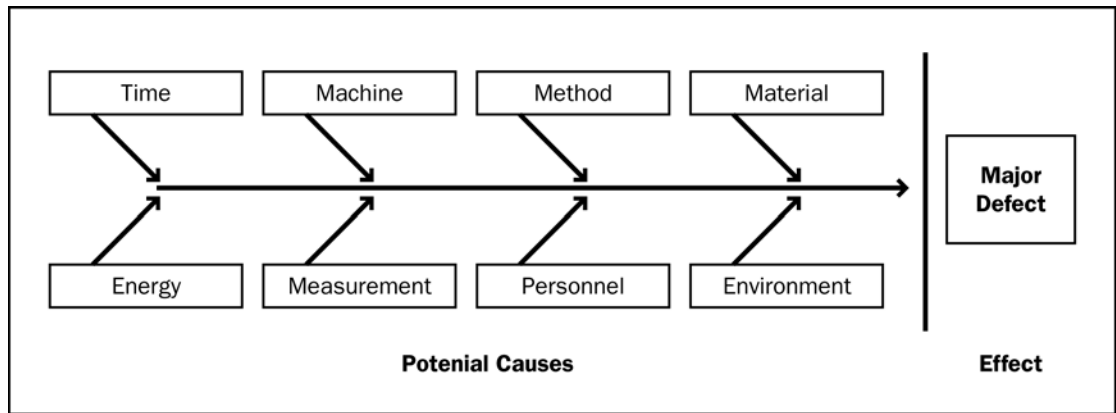 Time
Machine
Method
Material
Major
Defect
Energy
Measurement
Personnel
Environment
Potenial Causes
Effect